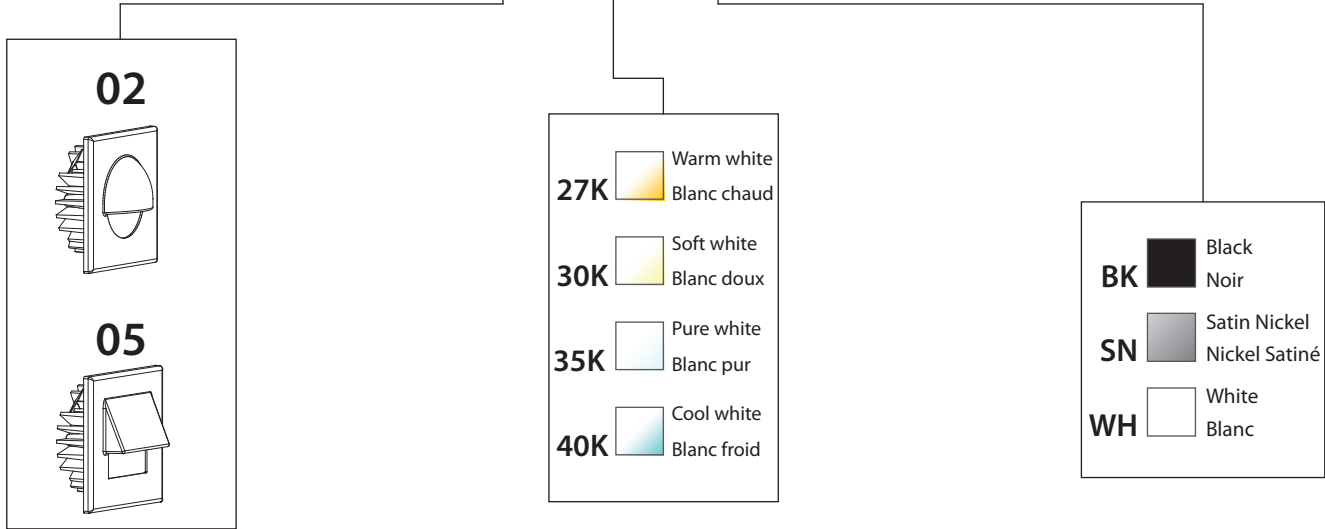 02
05
27K
Warm white
Blanc chaud
30K
Soft white
Blanc doux
35K
Pure white
Blanc pur
40K
Cool white
Blanc froid
BK
Black
Noir
SN
Satin Nickel
Nickel Satiné
WH
White
Blanc